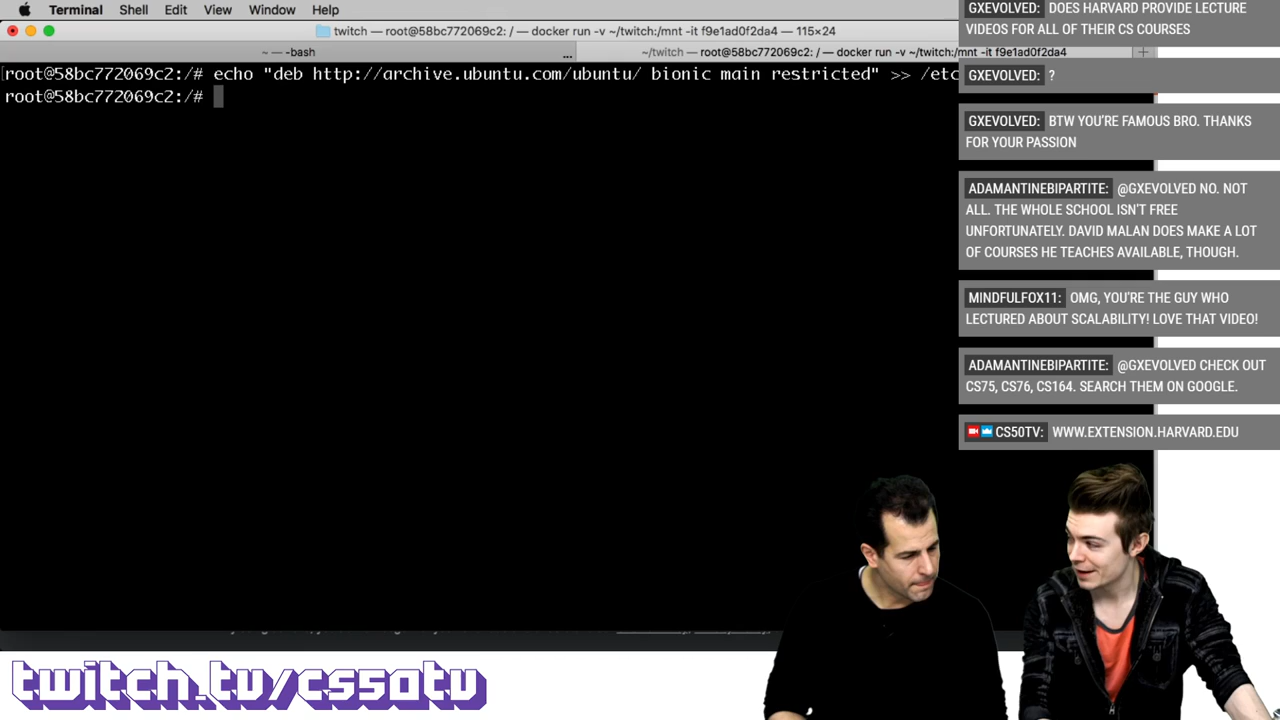 Terminal Shell Edit View Window Help
twitch — root@58bc772069c2: / — docker run -v ~/twitch:/mnt -it f9e1ad0f2da4 — 115×24
~ — -bash ... ~/twitch — root@58bc772069c2: / — docker run -v ~/twitch:/mnt -it f9e1ad0f2da4 +
[root@58bc772069c2:/# echo "deb http://archive.ubuntu.com/ubuntu/ bionic main restricted" >> /etc
root@58bc772069c2:/#
GXEVOLVED: DOES HARVARD PROVIDE LECTURE
VIDEOS FOR ALL OF THEIR CS COURSES
GXEVOLVED: ?
GXEVOLVED: BTW YOU'RE FAMOUS BRO. THANKS
FOR YOUR PASSION
ADAMANTINEBIPARTITE: @GXEVOLVED NO. NOT
ALL. THE WHOLE SCHOOL ISN'T FREE
UNFORTUNATELY. DAVID MALAN DOES MAKE A LOT
OF COURSES HE TEACHES AVAILABLE, THOUGH.
MINDFULFOX11: OMG, YOU'RE THE GUY WHO
LECTURED ABOUT SCALABILITY! LOVE THAT VIDEO!
ADAMANTINEBIPARTITE: @GXEVOLVED CHECK OUT
CS75, CS76, CS164. SEARCH THEM ON GOOGLE.
CS50TV: WWW.EXTENSION.HARVARD.EDU
twitch.tv/cs50tv